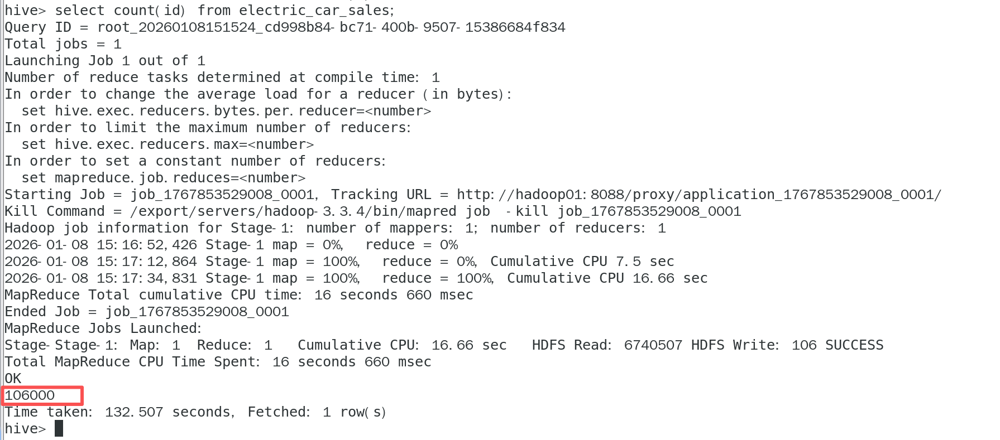 hive> select count(id) from electric_car_sales;
Query ID = root_20260108151524_cd998b84-bc71-400b-9507-15386684f834
Total jobs = 1
Launching Job 1 out of 1
Number of reduce tasks determined at compile time: 1
In order to change the average load for a reducer (in bytes):
  set hive.exec.reducers.bytes.per.reducer=<number>
In order to limit the maximum number of reducers:
  set hive.exec.reducers.max=<number>
In order to set a constant number of reducers:
  set mapreduce.job.reduces=<number>
Starting Job = job_1767853529008_0001, Tracking URL = http://hadoop01:8088/proxy/application_1767853529008_0001/
Kill Command = /export/servers/hadoop-3.3.4/bin/mapred job  -kill job_1767853529008_0001
Hadoop job information for Stage-1: number of mappers: 1; number of reducers: 1
2026-01-08 15:16:52,426 Stage-1 map = 0%,  reduce = 0%
2026-01-08 15:17:12,864 Stage-1 map = 100%,  reduce = 0%, Cumulative CPU 7.5 sec
2026-01-08 15:17:34,831 Stage-1 map = 100%,  reduce = 100%, Cumulative CPU 16.66 sec
MapReduce Total cumulative CPU time: 16 seconds 660 msec
Ended Job = job_1767853529008_0001
MapReduce Jobs Launched:
Stage-Stage-1: Map: 1  Reduce: 1   Cumulative CPU: 16.66 sec   HDFS Read: 6740507 HDFS Write: 106 SUCCESS
Total MapReduce CPU Time Spent: 16 seconds 660 msec
OK
106000
Time taken: 132.507 seconds, Fetched: 1 row(s)
hive>